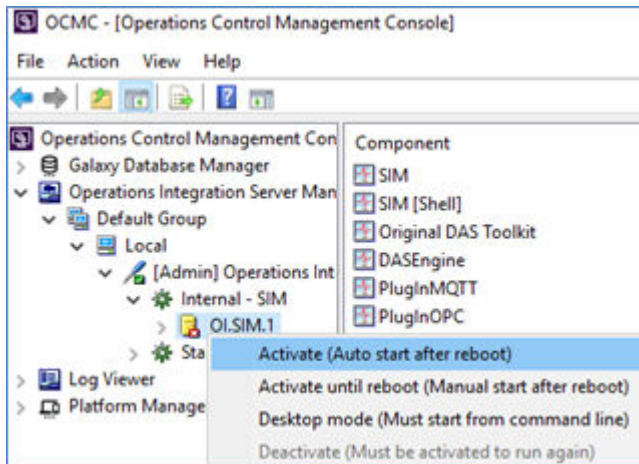 OCMC - [Operations Control Management Console]
File Action View Help
Operations Control Management Con
Galaxy Database Manager
Operations Integration Server Man
Default Group
Local
[Admin] Operations Int
Internal - SIM
OI.SIM.1
Sta
Log Viewer
Platform Manage
Component
SIM
SIM [Shell]
Original DAS Toolkit
DASEngine
PlugInMQTT
PlugInOPC
Activate (Auto start after reboot)
Activate until reboot (Manual start after reboot)
Desktop mode (Must start from command line)
Deactivate (Must be activated to run again)